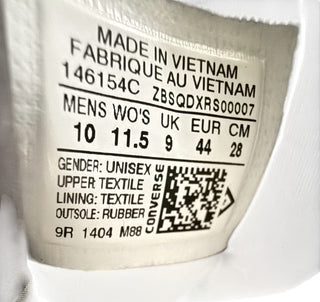 MADE IN VIETNAM
FABRIQUE AU VIETNAM
146154C ZBSQDXRS00007
MENS WO'S UK EUR CM
10 11.5 9 44 28
GENDER: UNISEX
UPPER: TEXTILE
LINING: TEXTILE
OUTSOLE: RUBBER
9R 1404 M88
CONVERSE